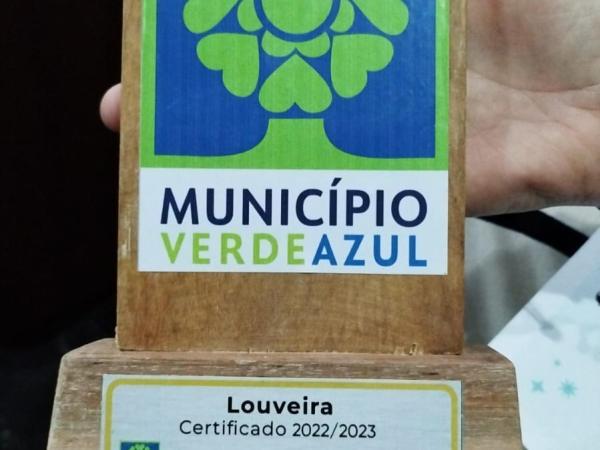 MUNICÍPIO
VERDEAZUL
Louveira
Certificado 2022/2023